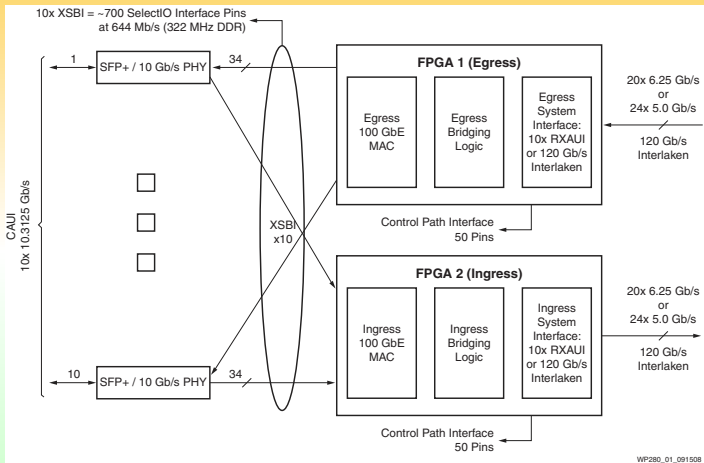 10x XSBI = ~700 SelectIO Interface Pins
at 644 Mb/s (322 MHz DDR)
1
SFP+ / 10 Gb/s PHY
34
FPGA 1 (Egress)
Egress
100 GbE
MAC
Egress
Bridging
Logic
Egress
System
Interface:
10x RXAUI
or 120 Gb/s
Interlaken
20x 6.25 Gb/s
or
24x 5.0 Gb/s
120 Gb/s
Interlaken
Control Path Interface
50 Pins
CAUI
10x 10.3125 Gb/s
XSBI
x10
FPGA 2 (Ingress)
Ingress
100 GbE
MAC
Ingress
Bridging
Logic
Ingress
System
Interface:
10x RXAUI
or 120 Gb/s
Interlaken
20x 6.25 Gb/s
or
24x 5.0 Gb/s
120 Gb/s
Interlaken
10
SFP+ / 10 Gb/s PHY
34
Control Path Interface
50 Pins
WP280_01_091508